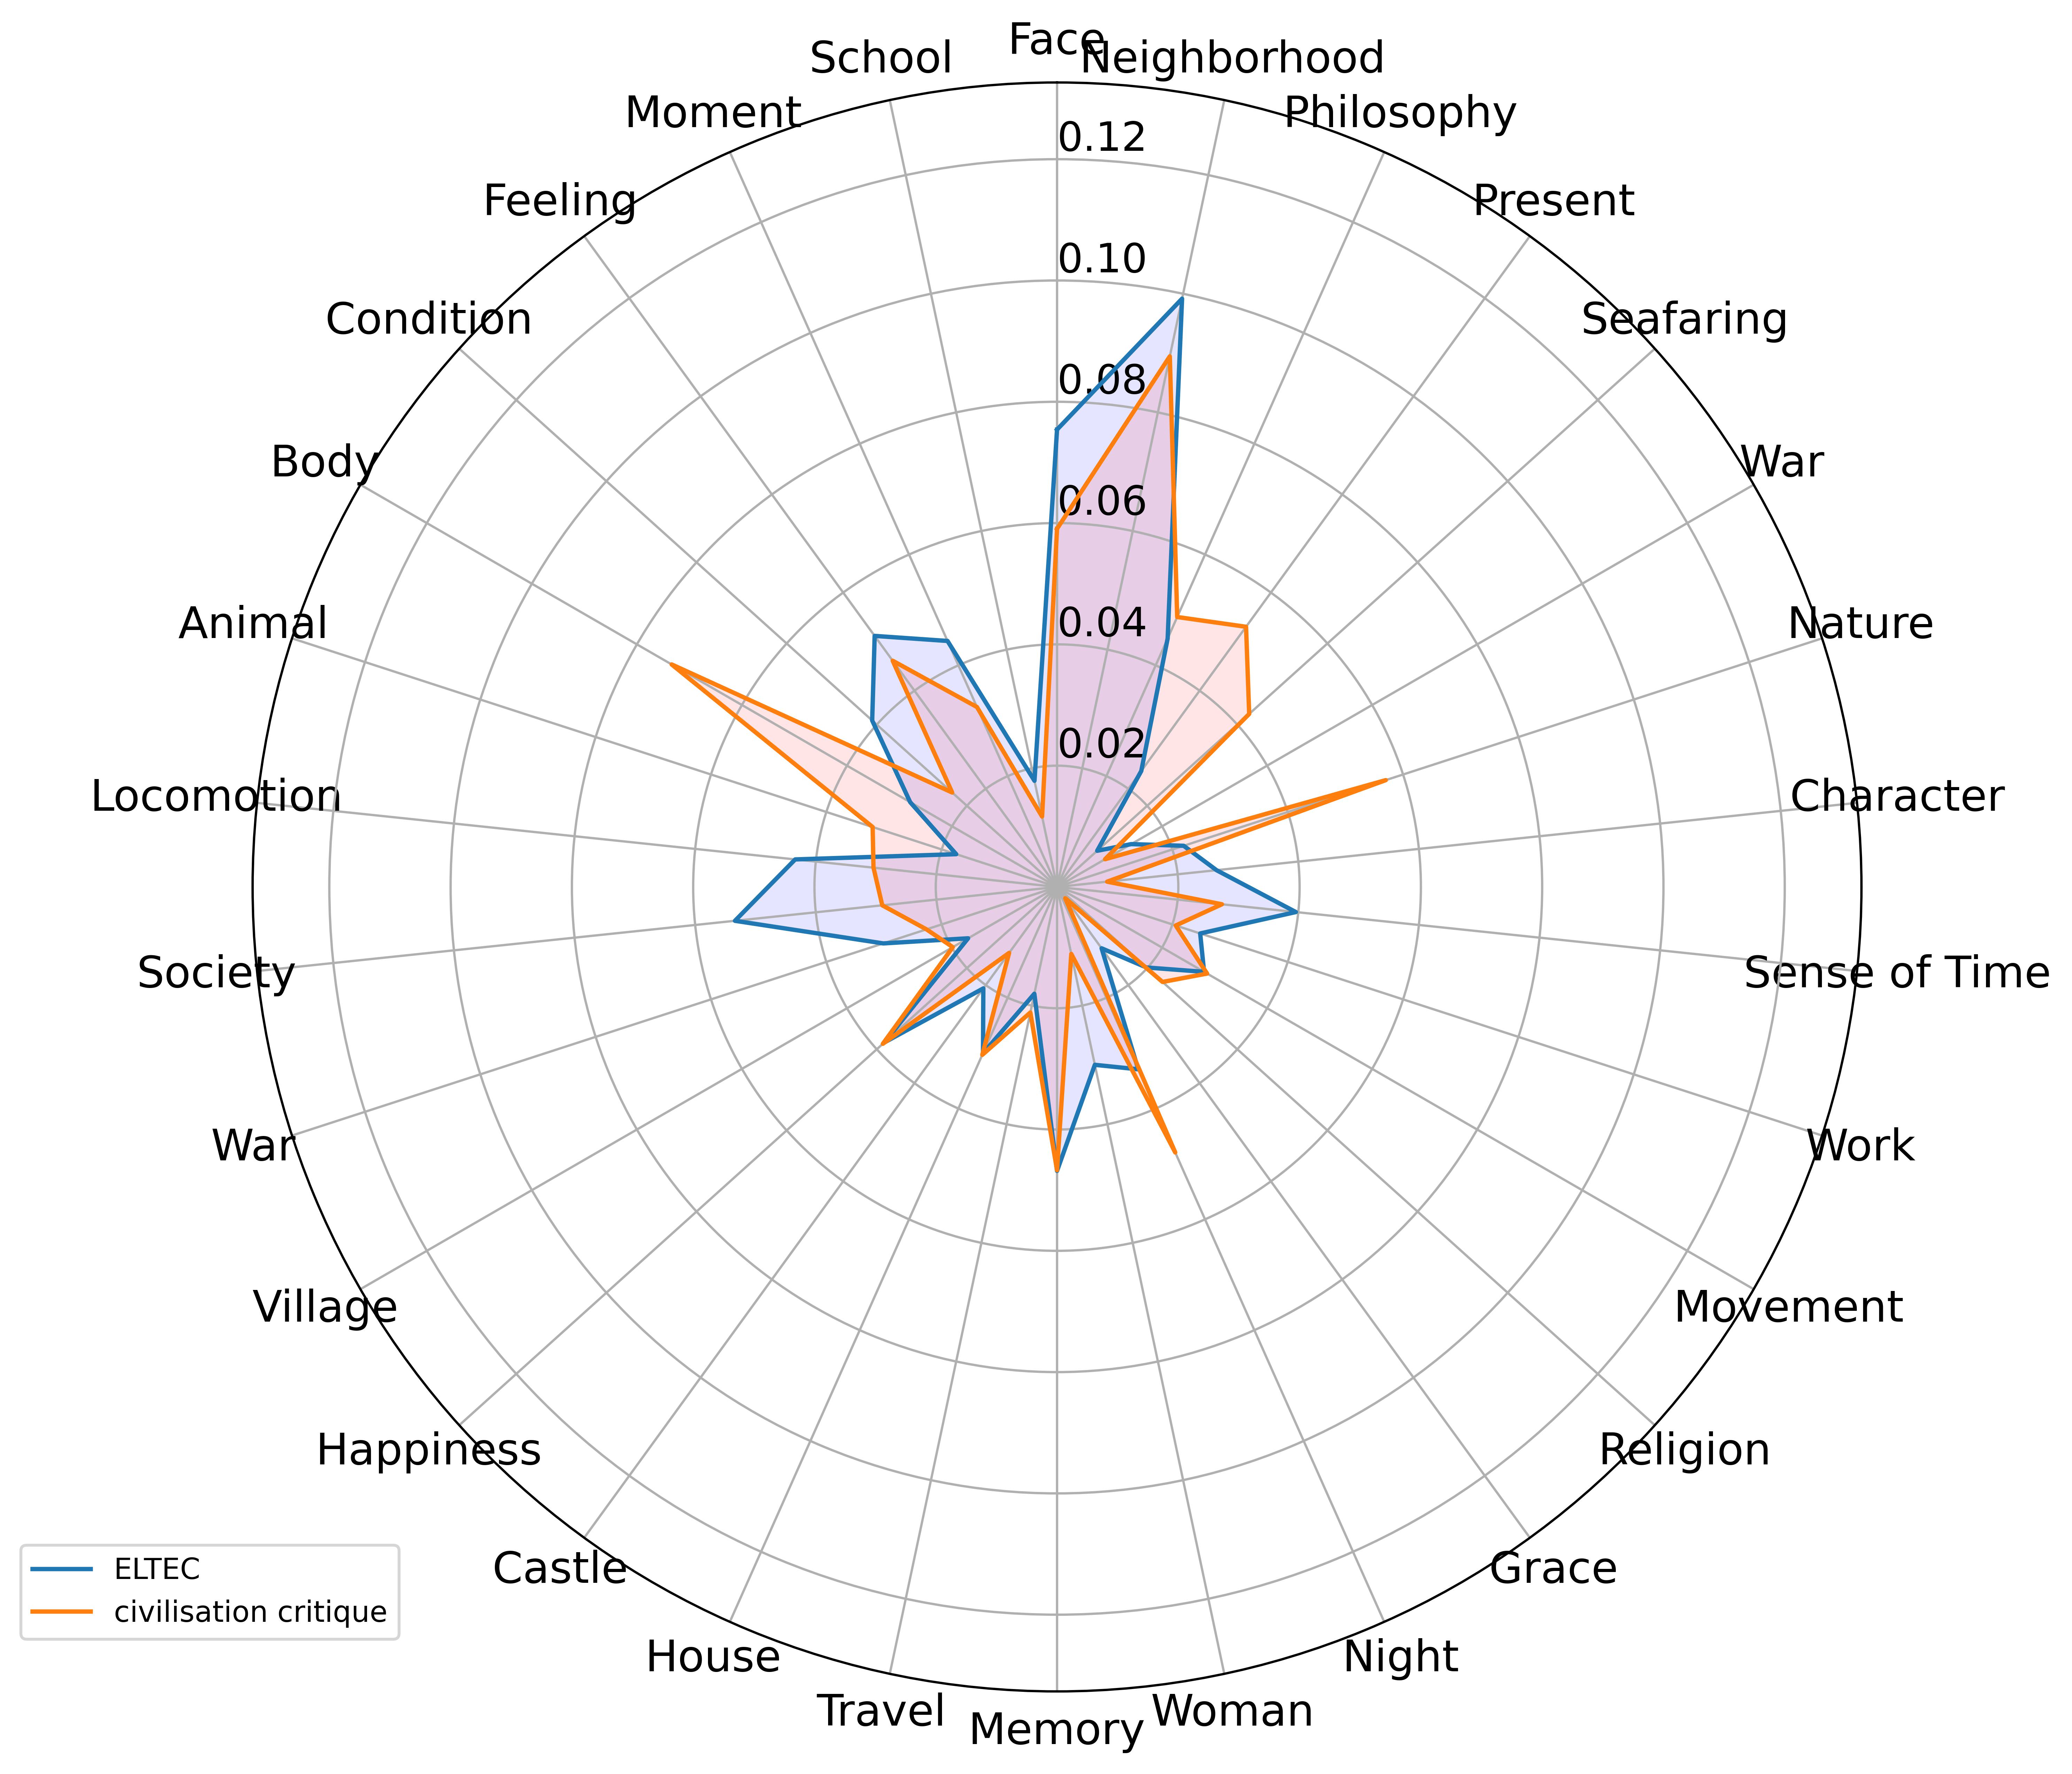 Face
Neighborhood
School
Philosophy
Moment
Present
Feeling
Seafaring
Condition
War
Body
Nature
Animal
Character
Locomotion
Sense of Time
Society
Work
War
Movement
Village
Religion
Happiness
Grace
Castle
Night
House
Woman
Travel
Memory
0.12
0.10
0.08
0.06
0.04
0.02
ELTEC
civilisation critique